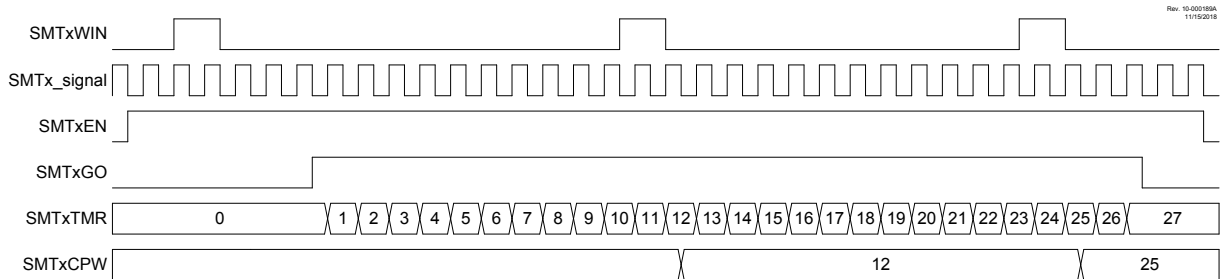 Rev. 10-000189A
11/15/2018
SMTxWIN
SMTx_signal
SMTxEN
SMTxGO
SMTxTMR 0 1 2 3 4 5 6 7 8 9 10 11 12 13 14 15 16 17 18 19 20 21 22 23 24 25 26 27
SMTxCPW 12 25